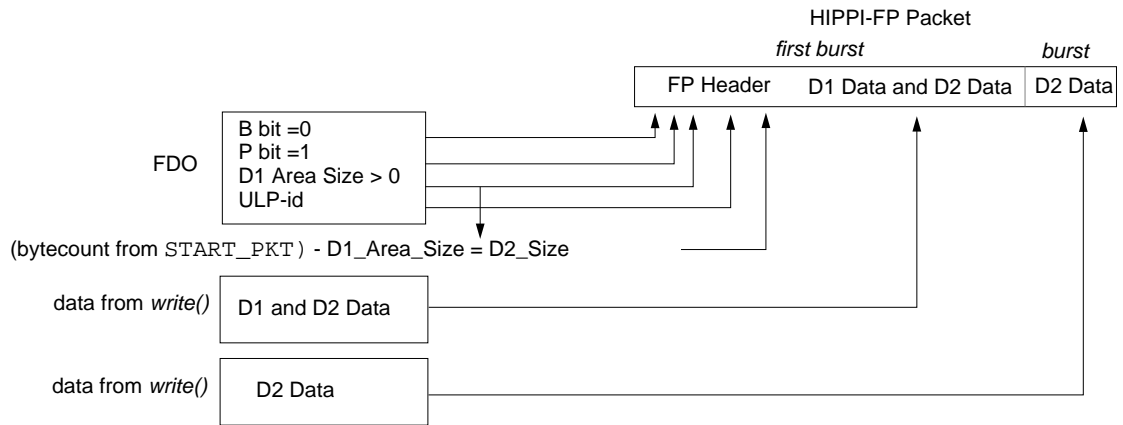 HIPPI-FP Packet
first burst
burst
FP Header
D1 Data and D2 Data
D2 Data
FDO
B bit =0
P bit =1
D1 Area Size > 0
ULP-id
(bytecount from START_PKT) - D1_Area_Size = D2_Size
data from write()
D1 and D2 Data
data from write()
D2 Data